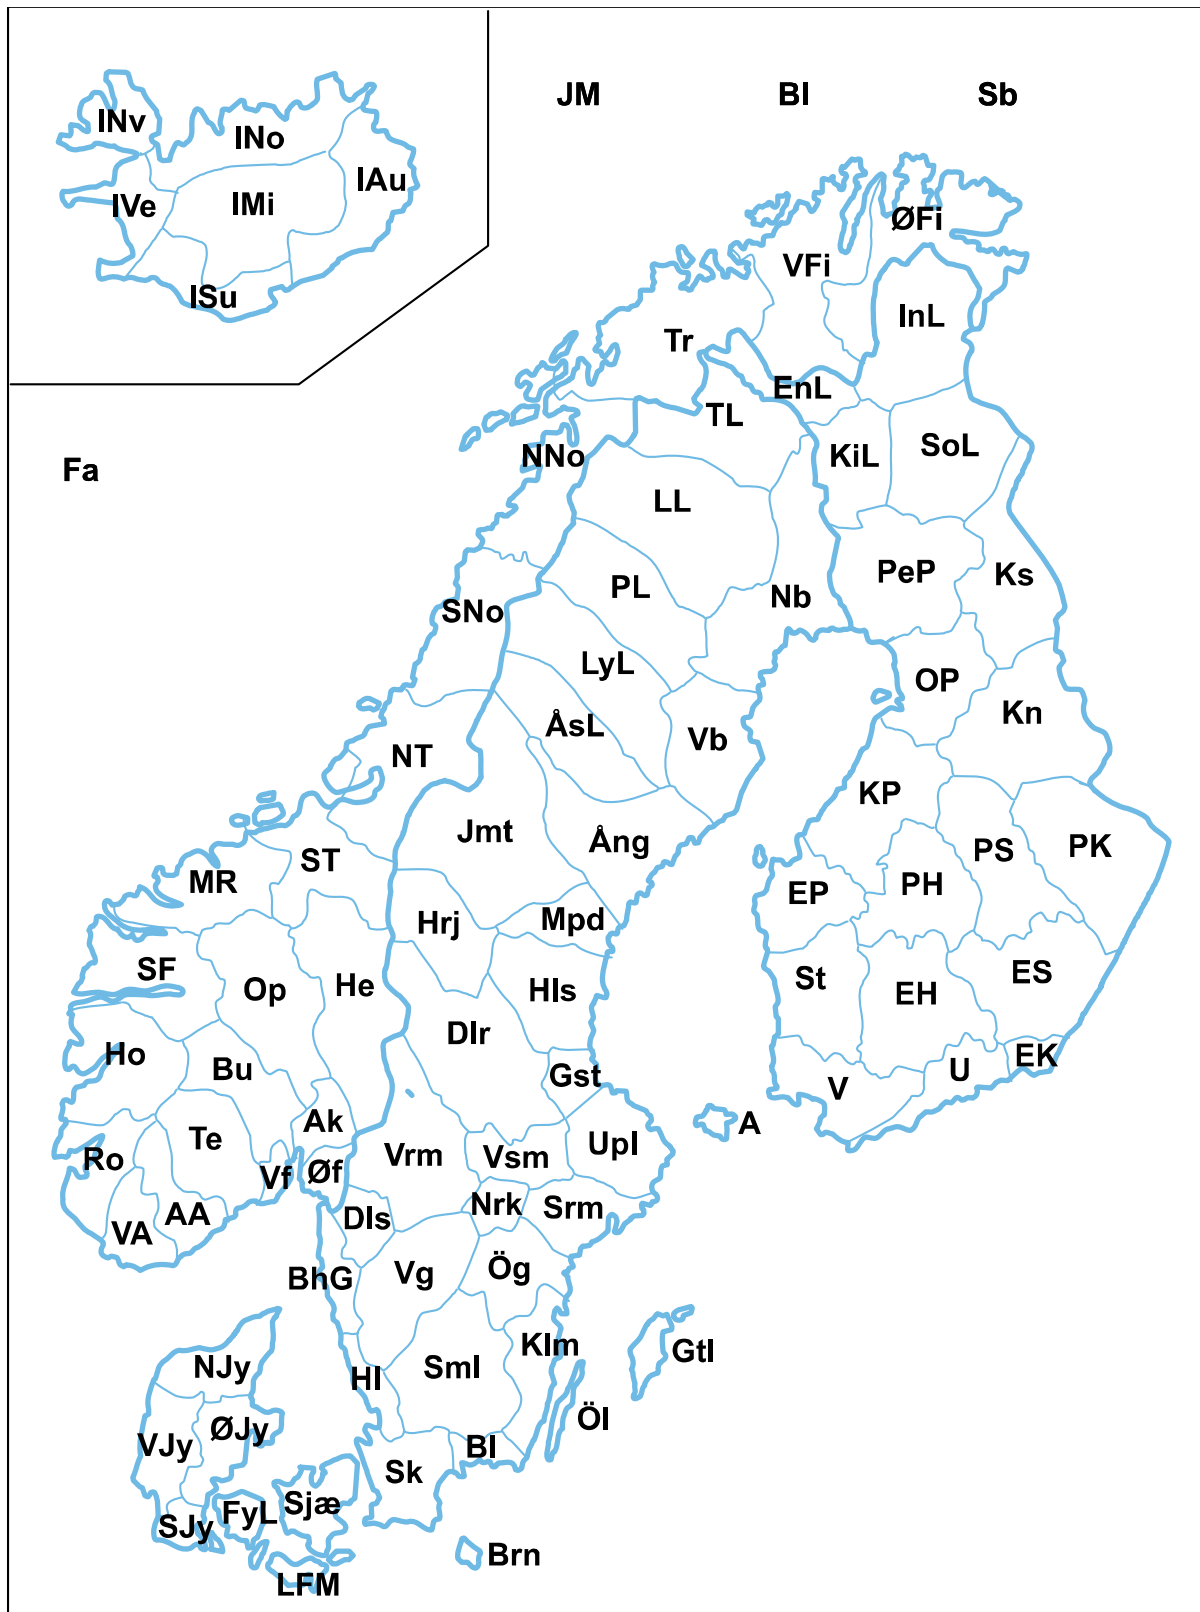 JM
BI
Sb
INv
INo
IVe
IMi
IAu
ISu
ØFi
VFi
InL
Tr
EnL
TL
NNo
KiL
SoL
Fa
LL
PL
PeP
Ks
Nb
SNo
LyL
OP
Kn
ÅsL
Vb
NT
KP
Jmt
Ång
PS
PK
ST
MR
EP
PH
Hrj
Mpd
SF
Op
He
Hls
St
EH
ES
Dlr
Ho
Bu
Gst
EK
U
V
Ak
A
Te
Upl
Ro
Vf
Øf
Vrm
Vsm
Nrk
Srm
VA
AA
Dls
BhG
Vg
Ög
Klm
Gtl
NJy
Hl
Sml
Öl
VJy
ØJy
Bl
Sk
SJy
FyL
Sjæ
Brn
LFM